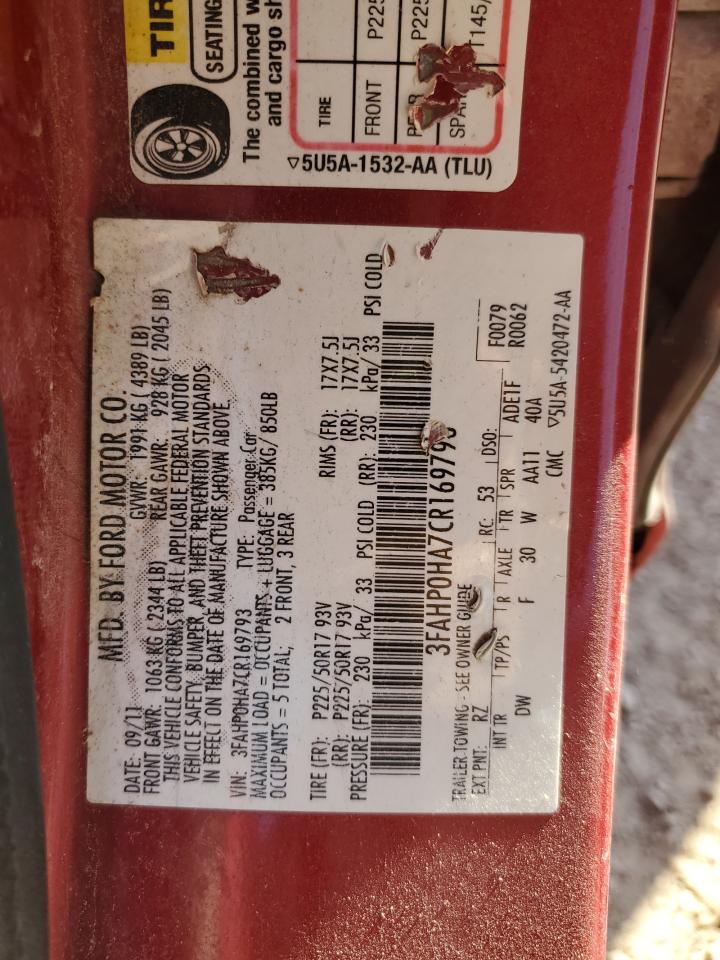 TIR
SEATING
The combined w
and cargo sh
TIRE
FRONT P225
P225
SPAR T145/
▽5U5A-1532-AA (TLU)
MFD. BY FORD MOTOR CO.
DATE: 09/11 GVWR: 1991 KG ( 4389 LB)
FRONT GAWR: 1063 KG ( 2344 LB) REAR GAWR: 928 KG ( 2045 LB)
THIS VEHICLE CONFORMS TO ALL APPLICABLE FEDERAL MOTOR
VEHICLE SAFETY, BUMPER, AND THEFT PREVENTION STANDARDS
IN EFFECT ON THE DATE OF MANUFACTURE SHOWN ABOVE.
VIN: 3FAHP0HA7CR169793 TYPE: Passenger Car
MAXIMUM LOAD = OCCUPANTS + LUGGAGE = 385KG/ 850LB
OCCUPANTS = 5 TOTAL; 2 FRONT, 3 REAR
TIRE (FR): P225/50R17 93V RIMS (FR): 17X7.5J
(RR): P225/50R17 93V (RR): 17X7.5J
PRESSURE (FR): 230 kPa/ 33 PSI COLD (RR): 230 kPa/ 33 PSI COLD
3FAHP0HA7CR169793
TRAILER TOWING - SEE OWNER GUIDE
EXT PNT: RZ RC: 53 DSO: F0079
INT TR TP/PS R AXLE TR SPR ADE1F R0062
DW F 30 W AA11 40A
CMC ▽5U5A-5420472-AA